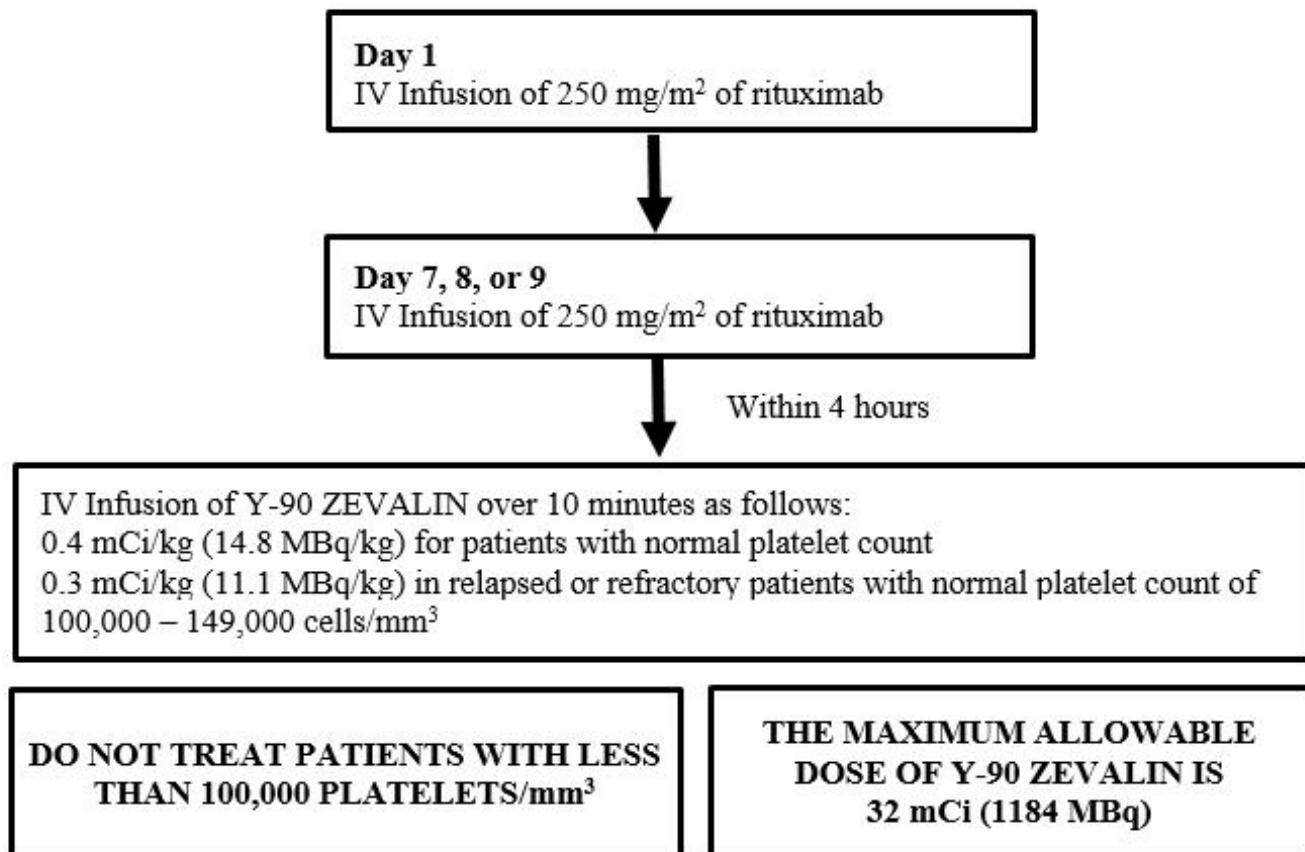 Day 1
IV Infusion of 250 mg/m² of rituximab
Day 7, 8, or 9
IV Infusion of 250 mg/m² of rituximab
Within 4 hours
IV Infusion of Y-90 ZEVALIN over 10 minutes as follows:
0.4 mCi/kg (14.8 MBq/kg) for patients with normal platelet count
0.3 mCi/kg (11.1 MBq/kg) in relapsed or refractory patients with normal platelet count of
100,000 – 149,000 cells/mm³
DO NOT TREAT PATIENTS WITH LESS
THAN 100,000 PLATELETS/mm³
THE MAXIMUM ALLOWABLE
DOSE OF Y-90 ZEVALIN IS
32 mCi (1184 MBq)